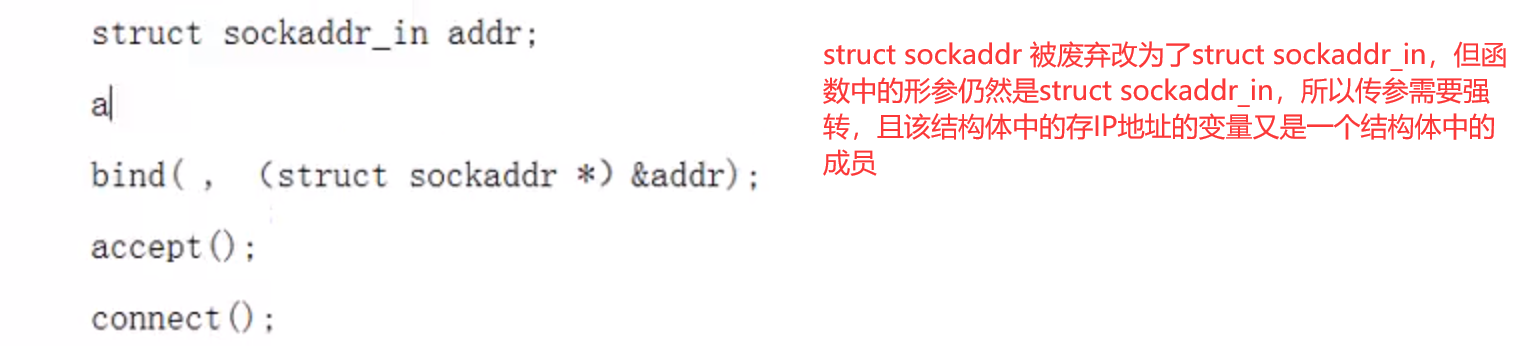 struct sockaddr_in addr;
a
bind( ， （struct sockaddr *）&addr);
accept();
connect();
struct sockaddr 被废弃改为了struct sockaddr_in，但函
数中的形参仍然是struct sockaddr_in，所以传参需要强
转，且该结构体中的存IP地址的变量又是一个结构体中的
成员